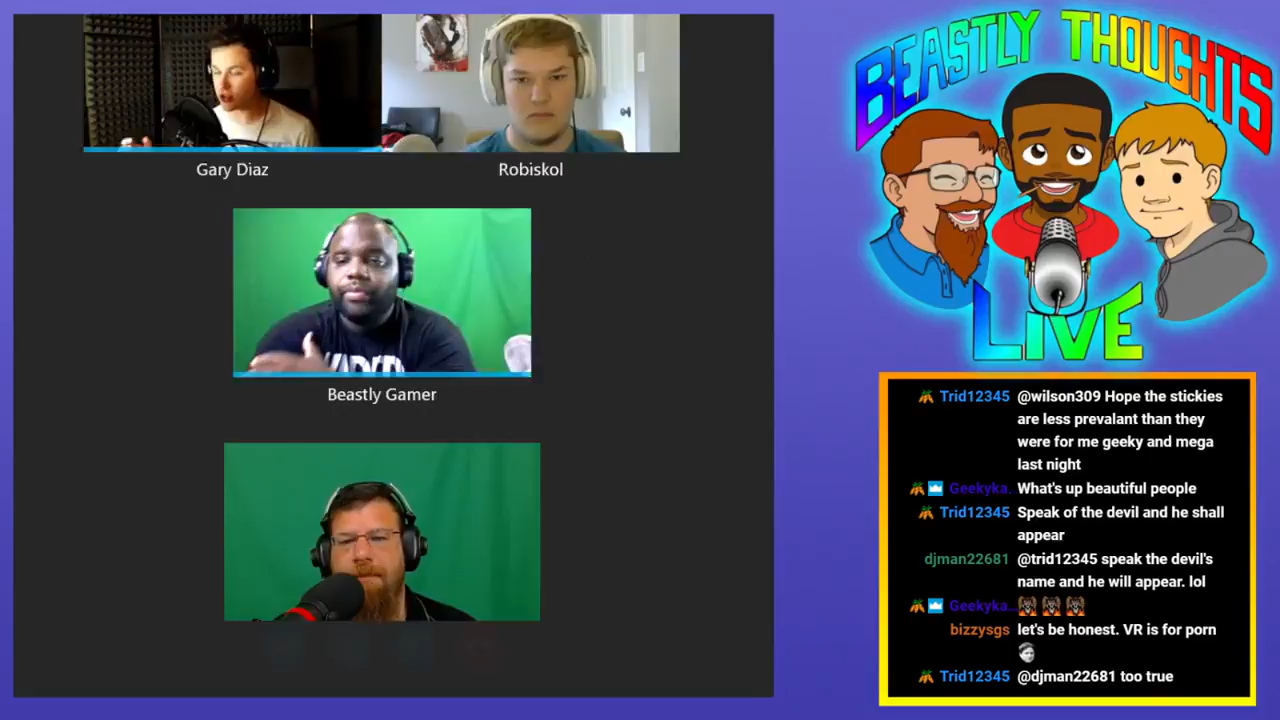 BEASTLY THOUGHTS
LIVE
Gary Diaz
Robiskol
Beastly Gamer
Trid12345 @wilson309 Hope the stickies
are less prevalant than they
were for me geeky and mega
last night
Geekyka... What's up beautiful people
Trid12345 Speak of the devil and he shall
appear
djman22681 @trid12345 speak the devil's
name and he will appear. lol
Geekyka...
bizzysgs let's be honest. VR is for porn
Trid12345 @djman22681 too true